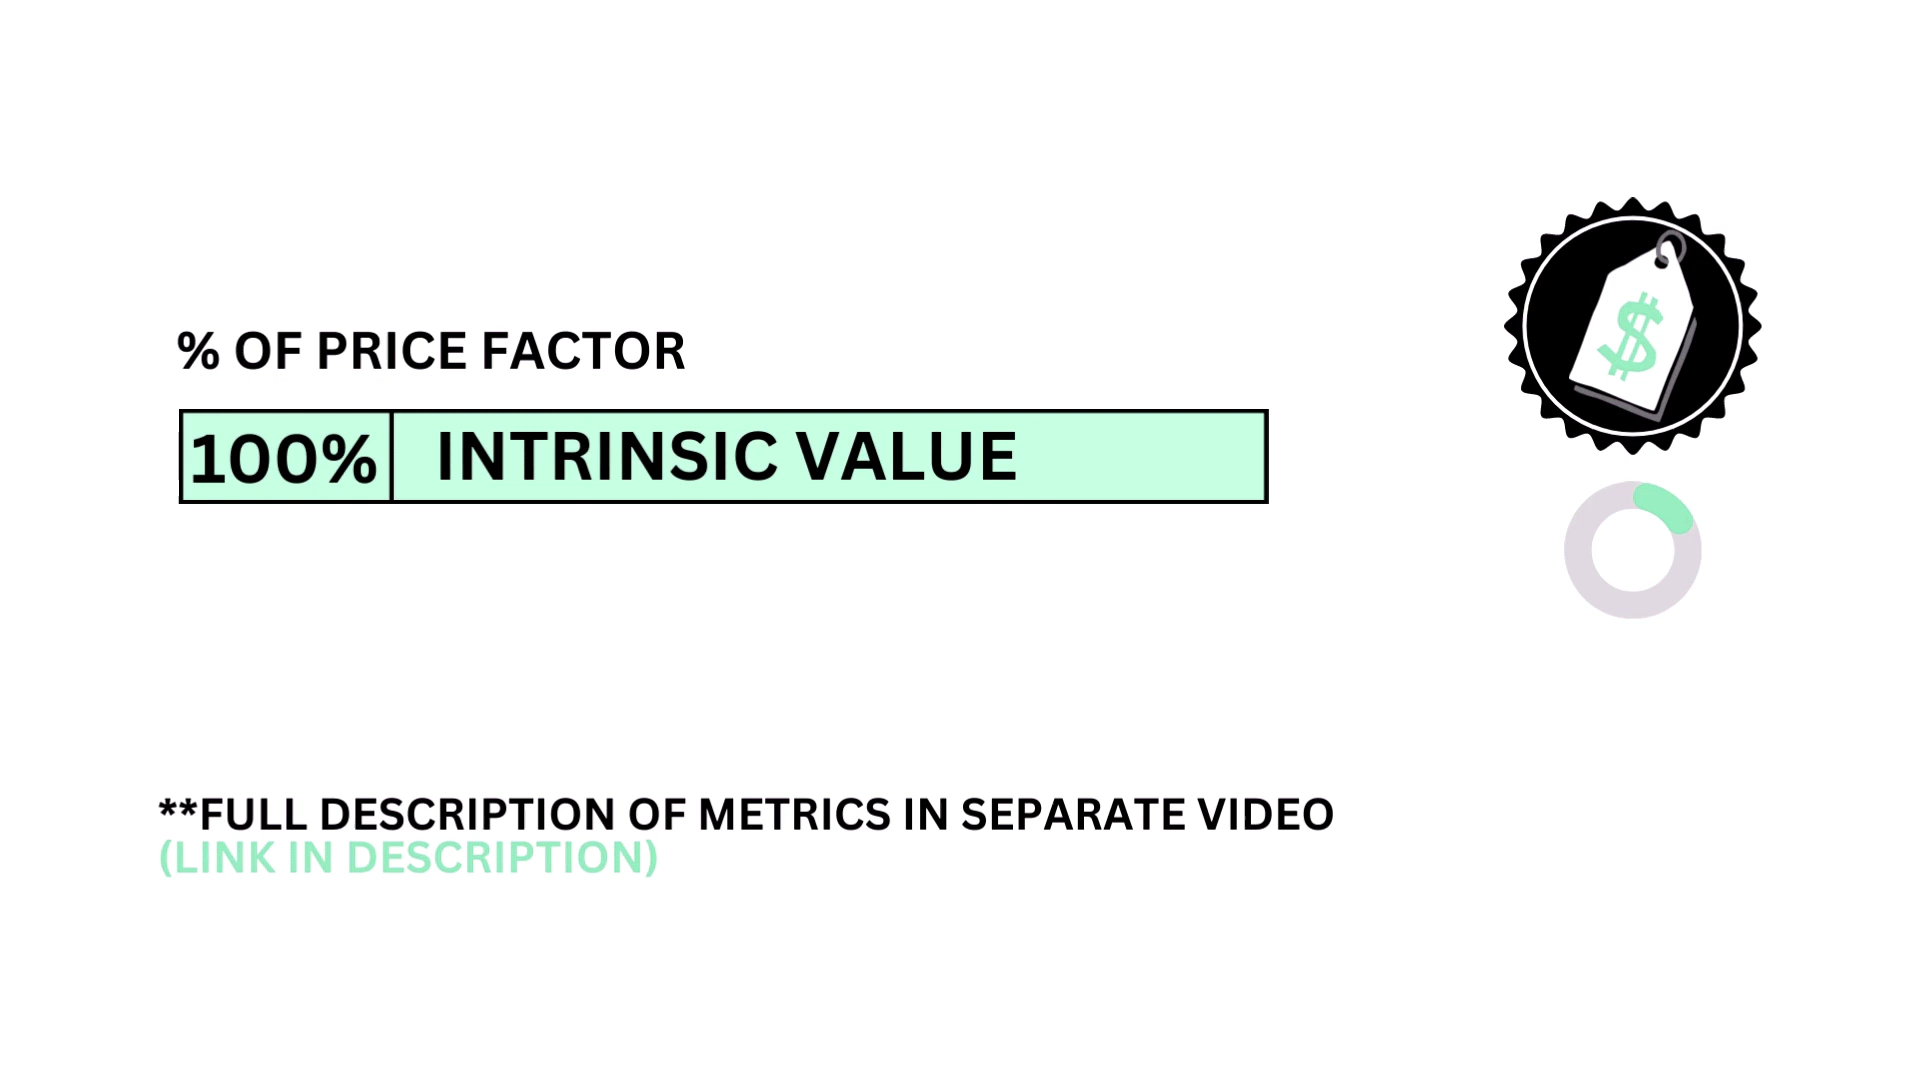 % OF PRICE FACTOR
100% INTRINSIC VALUE
$
**FULL DESCRIPTION OF METRICS IN SEPARATE VIDEO
(LINK IN DESCRIPTION)